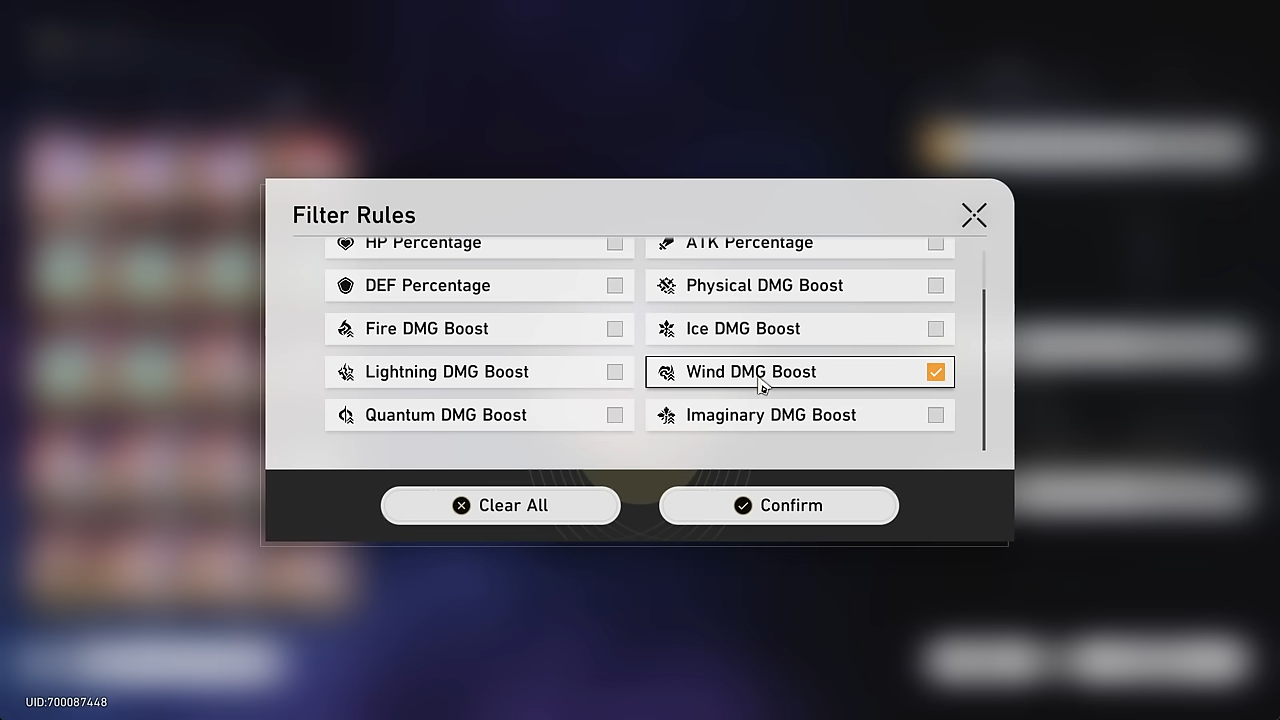 Filter Rules
HP Percentage
ATK Percentage
DEF Percentage
Physical DMG Boost
Fire DMG Boost
Ice DMG Boost
Lightning DMG Boost
Wind DMG Boost
Quantum DMG Boost
Imaginary DMG Boost
Clear All
Confirm
UID:700087448